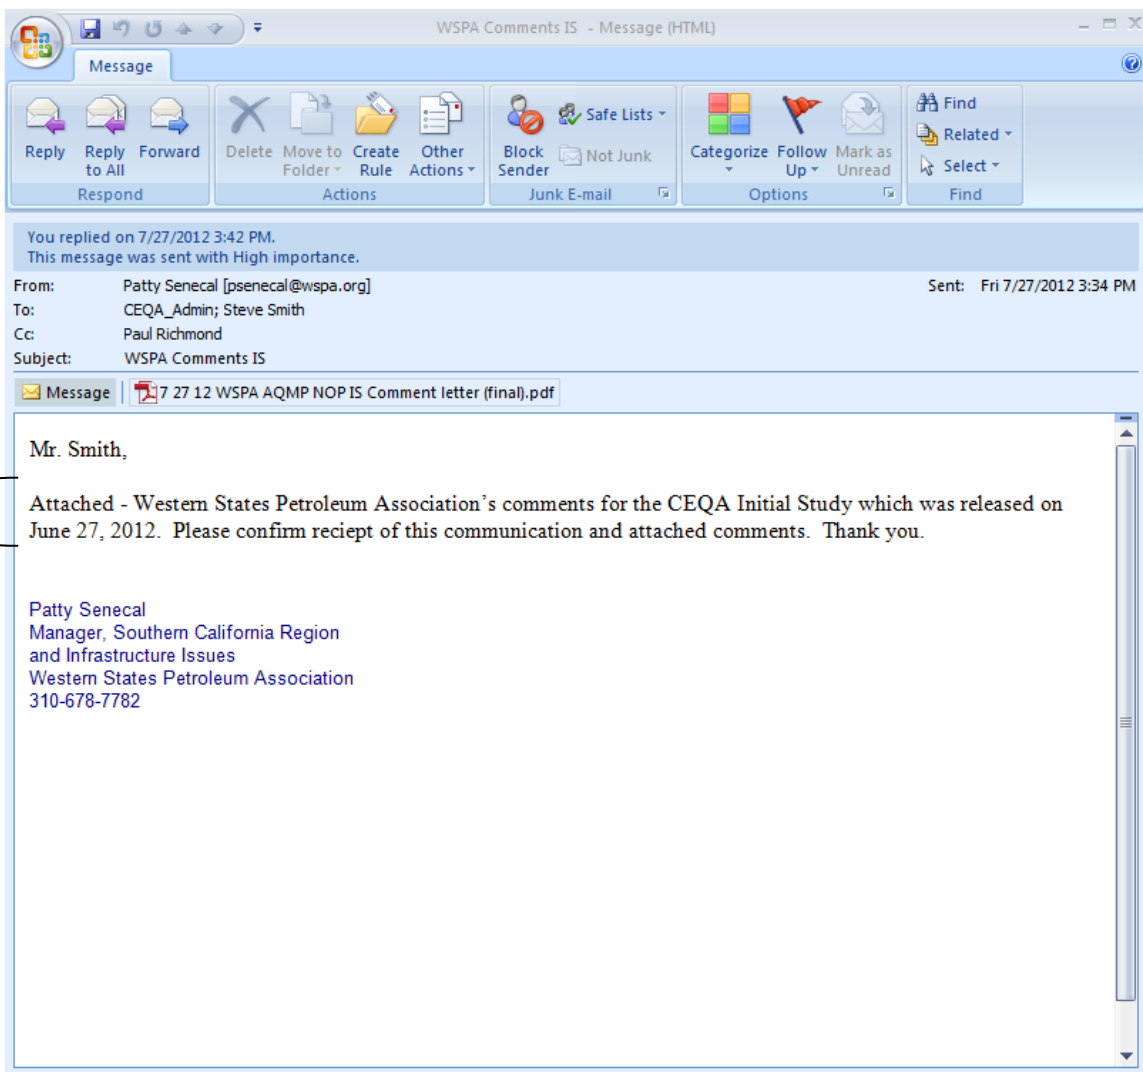 WSPA Comments IS - Message (HTML)
Message
Reply
Reply to All
Forward
Respond
Delete
Move to Folder
Create Rule
Other Actions
Actions
Block Sender
Safe Lists
Not Junk
Junk E-mail
Categorize
Follow Up
Mark as Unread
Options
Find
Related
Select
Find
You replied on 7/27/2012 3:42 PM.
This message was sent with High importance.
From: Patty Senecal [psenecal@wspa.org] Sent: Fri 7/27/2012 3:34 PM
To: CEQA_Admin; Steve Smith
Cc: Paul Richmond
Subject: WSPA Comments IS
Message 7 27 12 WSPA AQMP NOP IS Comment letter (final).pdf
Mr. Smith,
Attached - Western States Petroleum Association's comments for the CEQA Initial Study which was released on
June 27, 2012. Please confirm reciept of this communication and attached comments. Thank you.
Patty Senecal
Manager, Southern California Region
and Infrastructure Issues
Western States Petroleum Association
310-678-7782